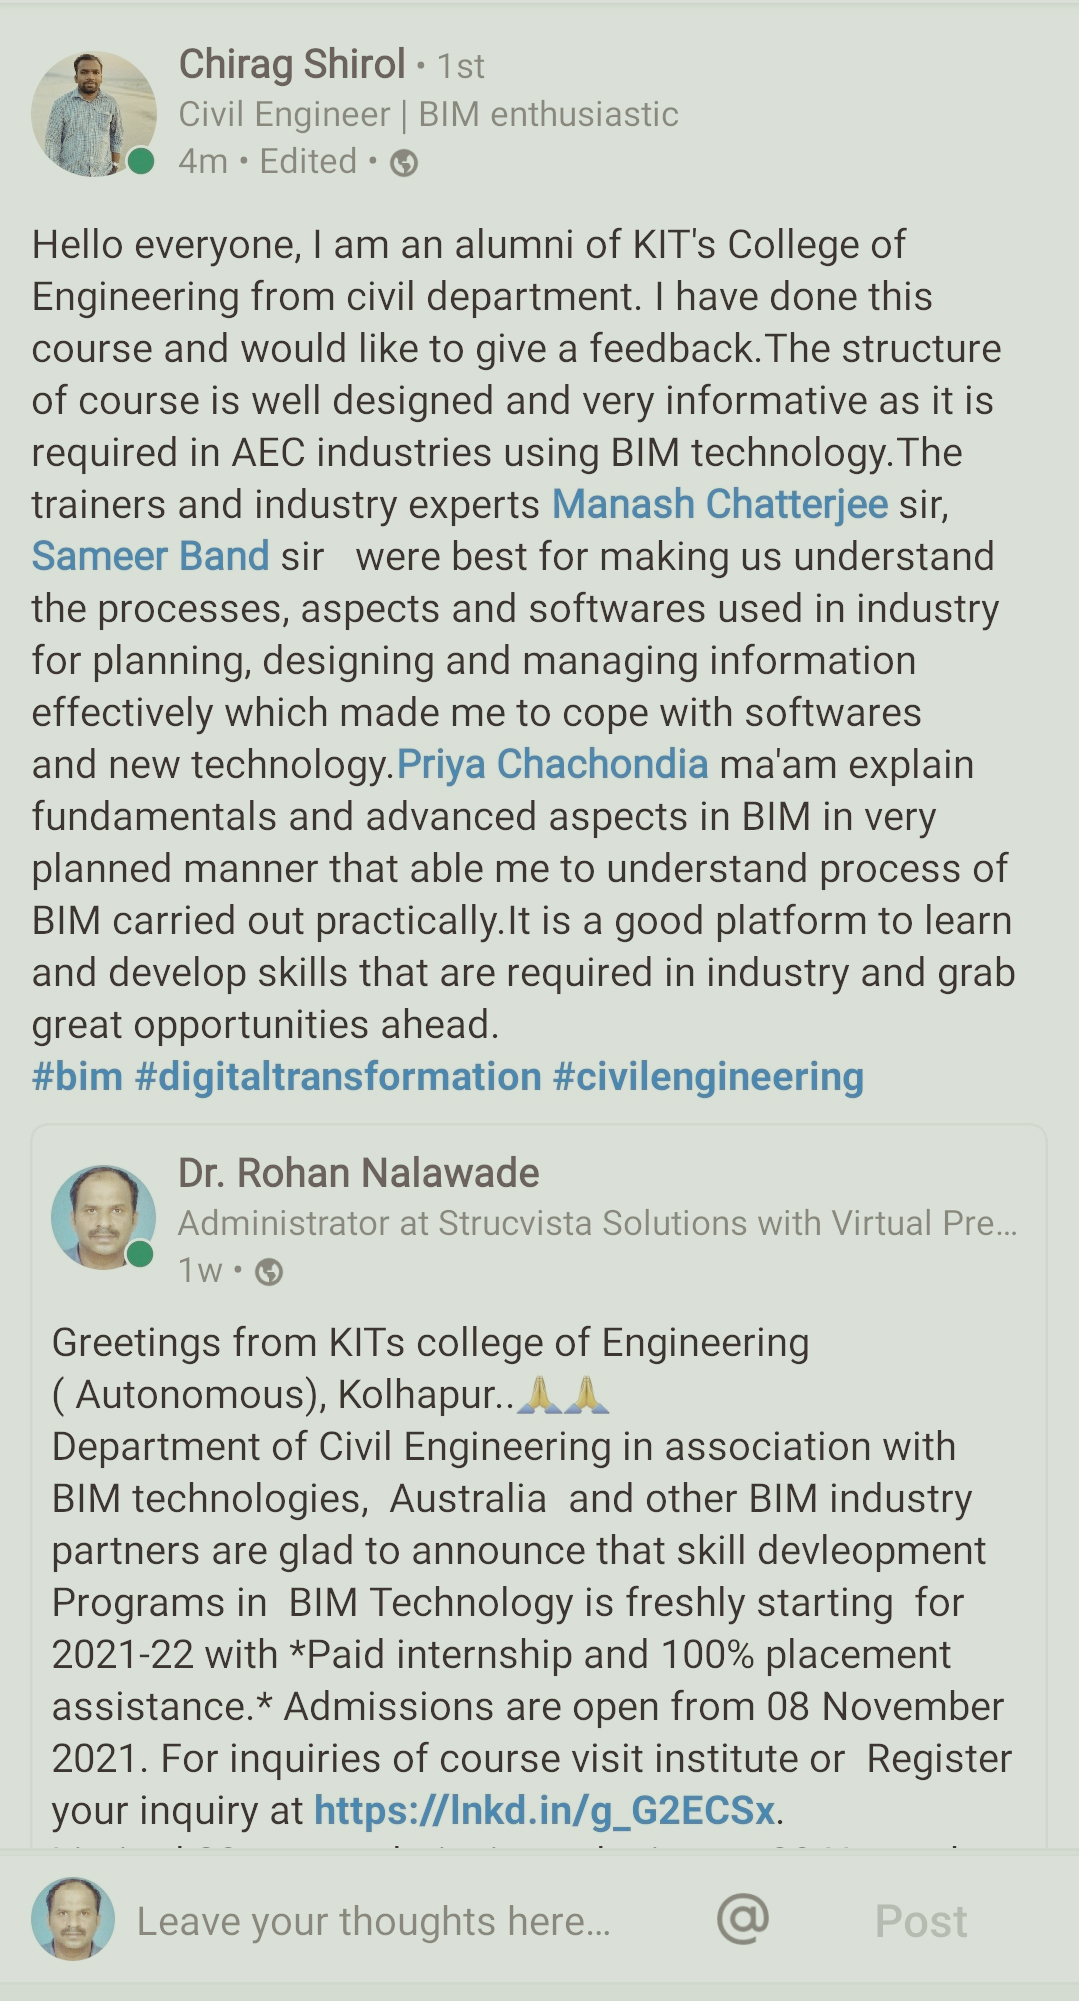 Chirag Shirol • 1st
Civil Engineer | BIM enthusiastic
4m • Edited •
Hello everyone, I am an alumni of KIT's College of
Engineering from civil department. I have done this
course and would like to give a feedback.The structure
of course is well designed and very informative as it is
required in AEC industries using BIM technology.The
trainers and industry experts Manash Chatterjee sir,
Sameer Band sir   were best for making us understand
the processes, aspects and softwares used in industry
for planning, designing and managing information
effectively which made me to cope with softwares
and new technology.Priya Chachondia ma'am explain
fundamentals and advanced aspects in BIM in very
planned manner that able me to understand process of
BIM carried out practically.It is a good platform to learn
and develop skills that are required in industry and grab
great opportunities ahead.
#bim #digitaltransformation #civilengineering
Dr. Rohan Nalawade
Administrator at Strucvista Solutions with Virtual Pre...
1w •
Greetings from KITs college of Engineering
( Autonomous), Kolhapur..🙏🙏
Department of Civil Engineering in association with
BIM technologies,  Australia  and other BIM industry
partners are glad to announce that skill devleopment
Programs in  BIM Technology is freshly starting  for
2021-22 with *Paid internship and 100% placement
assistance.* Admissions are open from 08 November
2021. For inquiries of course visit institute or  Register
your inquiry at https://lnkd.in/g_G2ECSx.
Leave your thoughts here...
@
Post